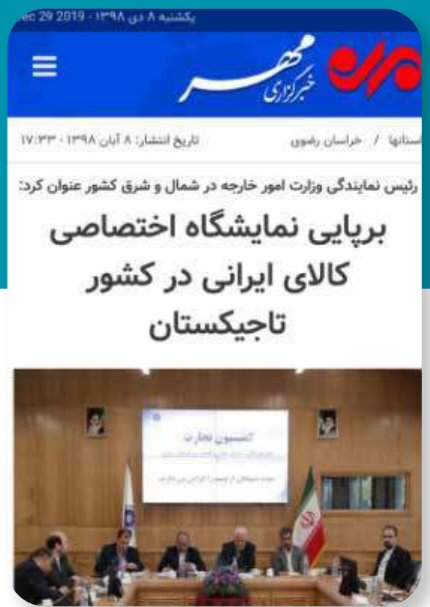 یکشنبه ۸ دی ۱۳۹۸ - Dec 29 2019
خبرگزاری مهر
استانها / خراسان رضوی
تاریخ انتشار: ۸ آبان ۱۳۹۸ - ۱۷:۳۳
رئیس نمایندگی وزارت امور خارجه در شمال و شرق کشور عنوان کرد:
برپایی نمایشگاه اختصاصی
کالای ایرانی در کشور
تاجیکستان
کمیسیون تجارت